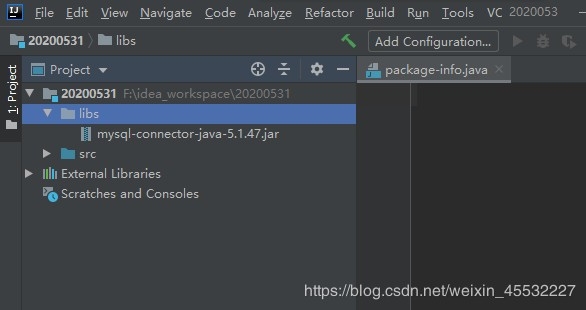 IJ File Edit View Navigate Code Analyze Refactor Build Run Tools VC 2020053
20200531 libs Add Configuration...
1: Project
Project package-info.java
20200531 F:\idea_workspace\20200531
libs
mysql-connector-java-5.1.47.jar
src
External Libraries
Scratches and Consoles
https://blog.csdn.net/weixin_45532227